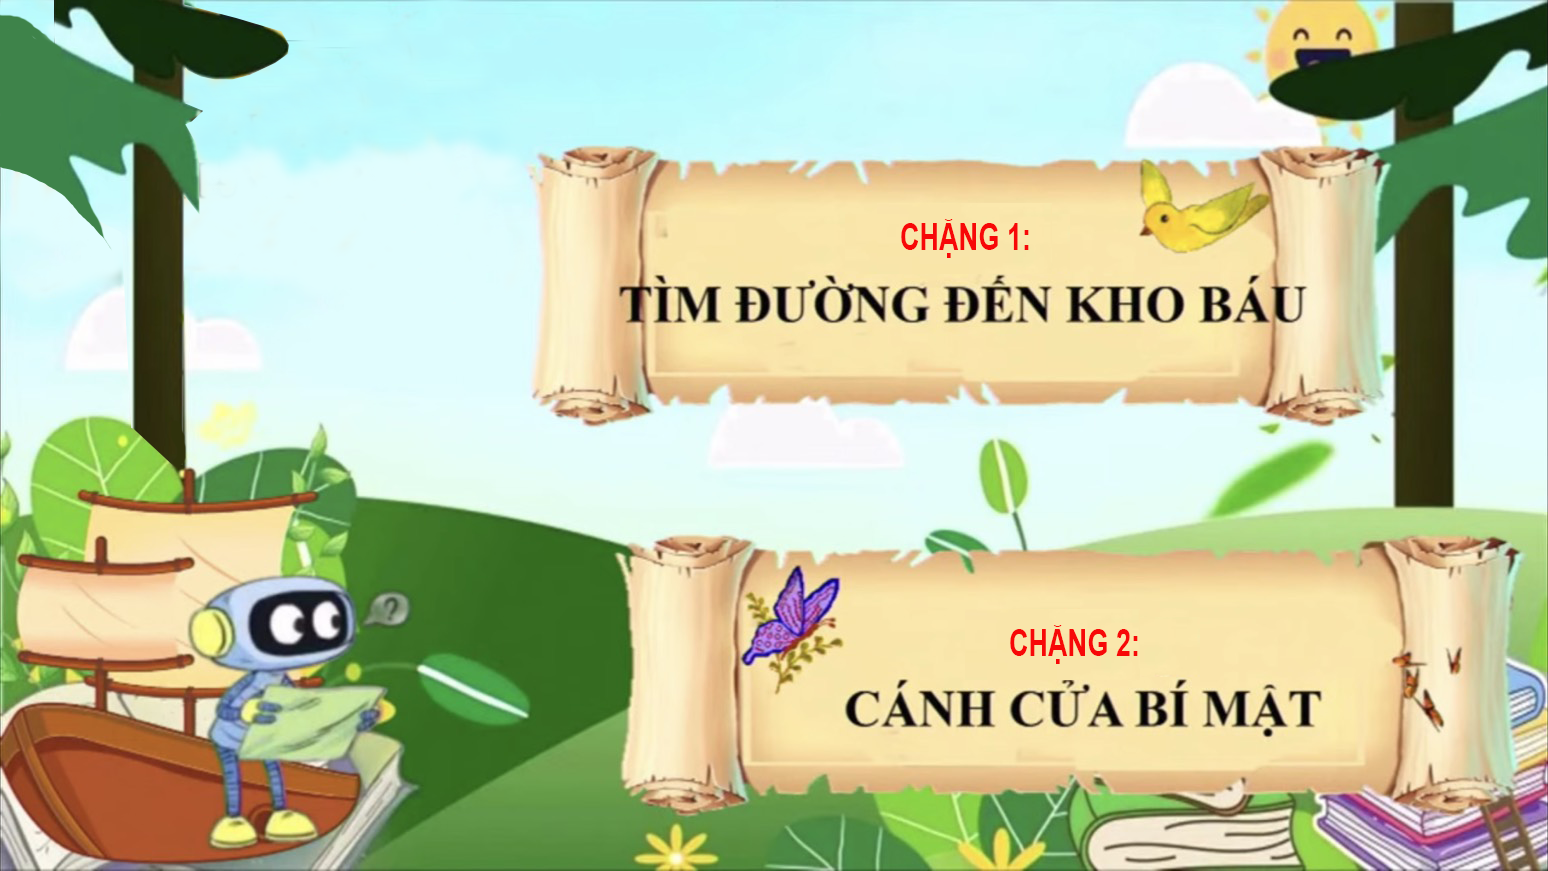 CHẶNG 1:
TÌM ĐƯỜNG ĐẾN KHO BÁU
?
CHẶNG 2:
CÁNH CỬA BÍ MẬT